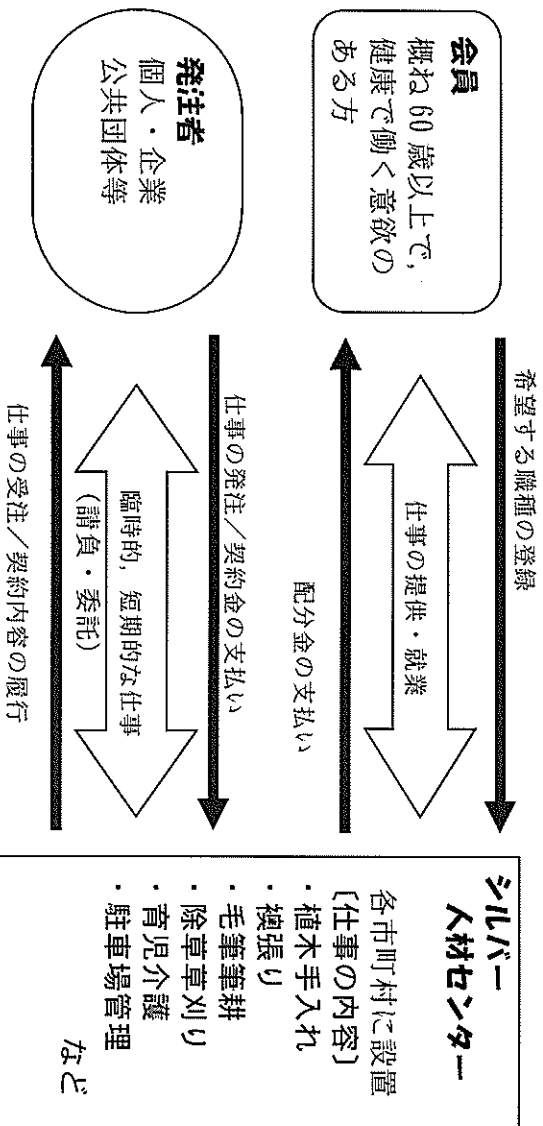 会員
概ね60歳以上で,
健康で働く意欲の
ある方
希望する職種の登録
仕事の提供・就業
配分金の支払い
発注者
個人・企業
公共団体等
仕事の発注／契約金の支払い
臨時的, 短期的な仕事
(請負・委託)
仕事の受注／契約内容の履行
シルバー
人材センター
各市町村に設置
〔仕事の内容〕
・植木手入れ
・襖張り
・毛筆筆耕
・除草草刈り
・育児介護
・駐車場管理
など